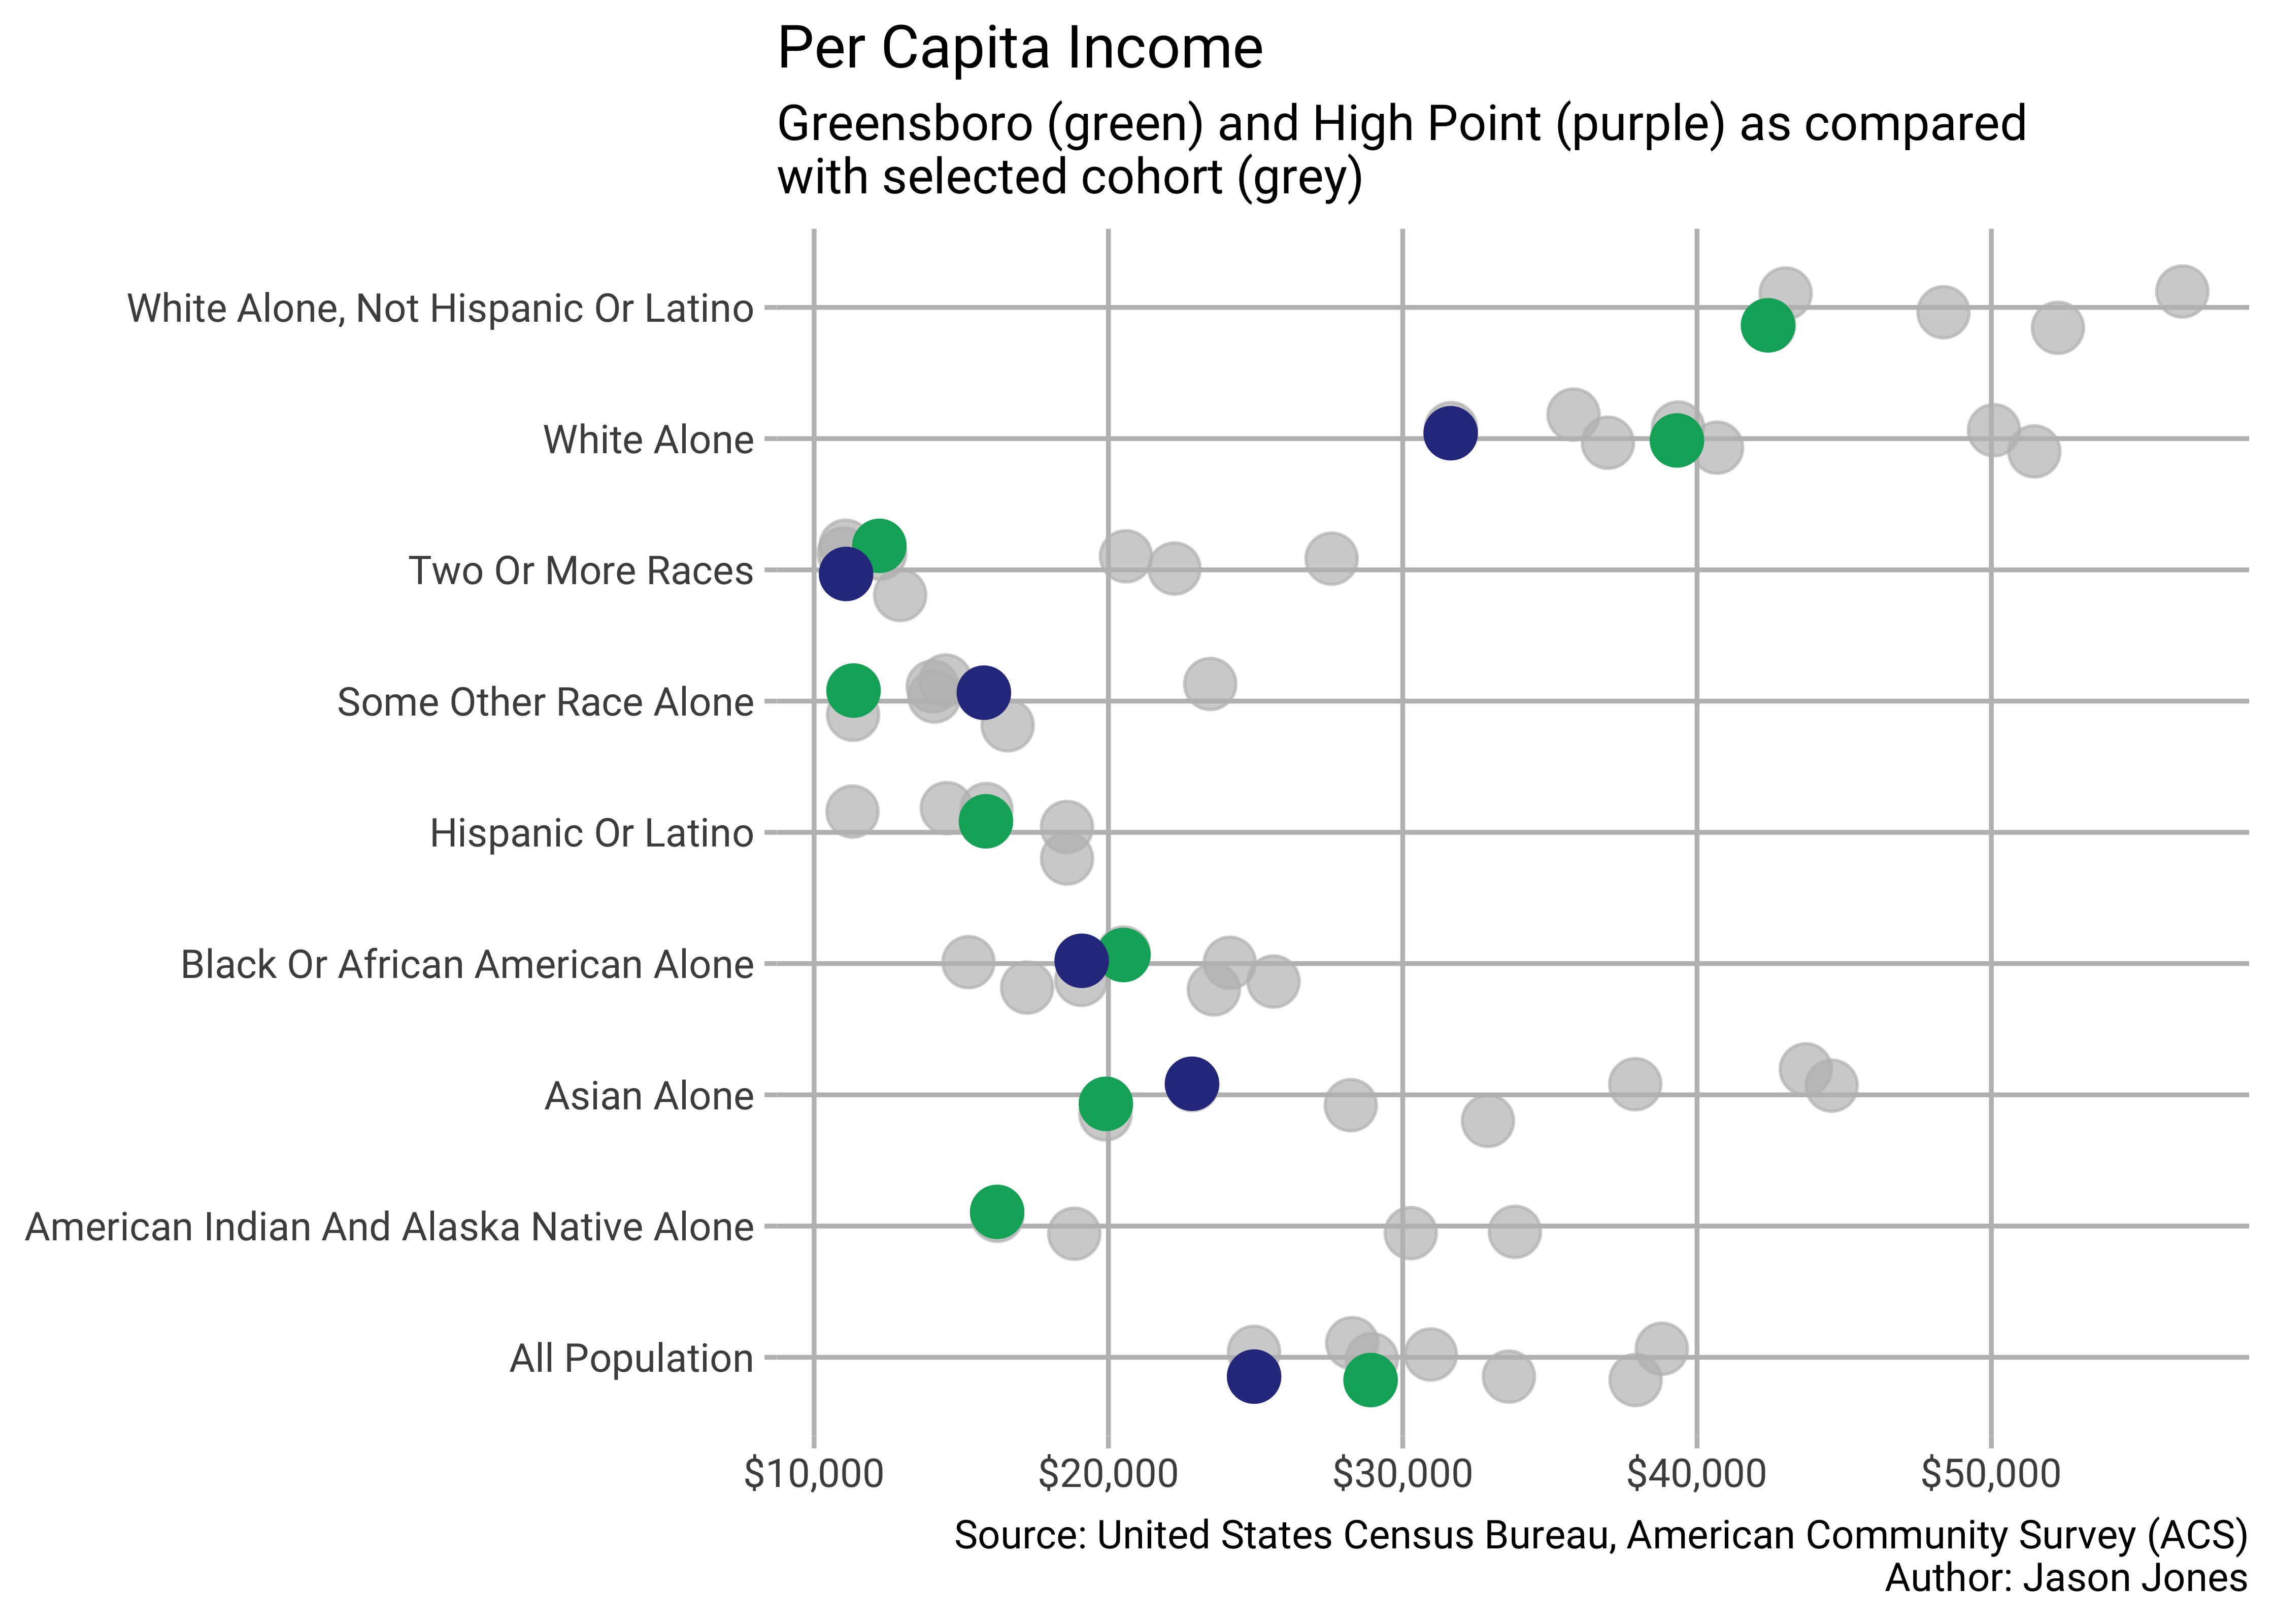 Per Capita Income
Greensboro (green) and High Point (purple) as compared
with selected cohort (grey)
White Alone, Not Hispanic Or Latino
White Alone
Two Or More Races
Some Other Race Alone
Hispanic Or Latino
Black Or African American Alone
Asian Alone
American Indian And Alaska Native Alone
All Population
$10,000
$20,000
$30,000
$40,000
$50,000
Source: United States Census Bureau, American Community Survey (ACS)
Author: Jason Jones